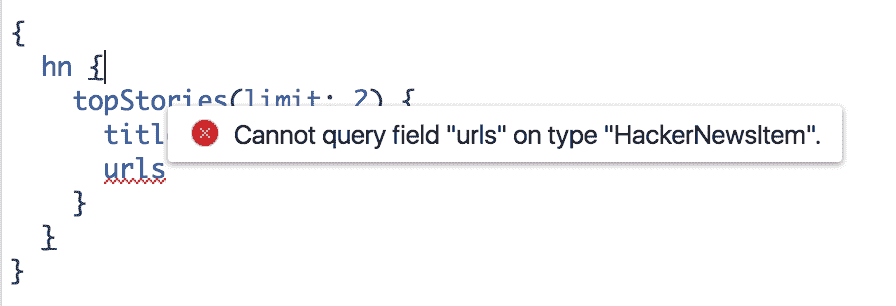 {
hn {
topStories(limit: 2) {
titl
Cannot query field "urls" on type "HackerNewsItem".
urls
}
}
}